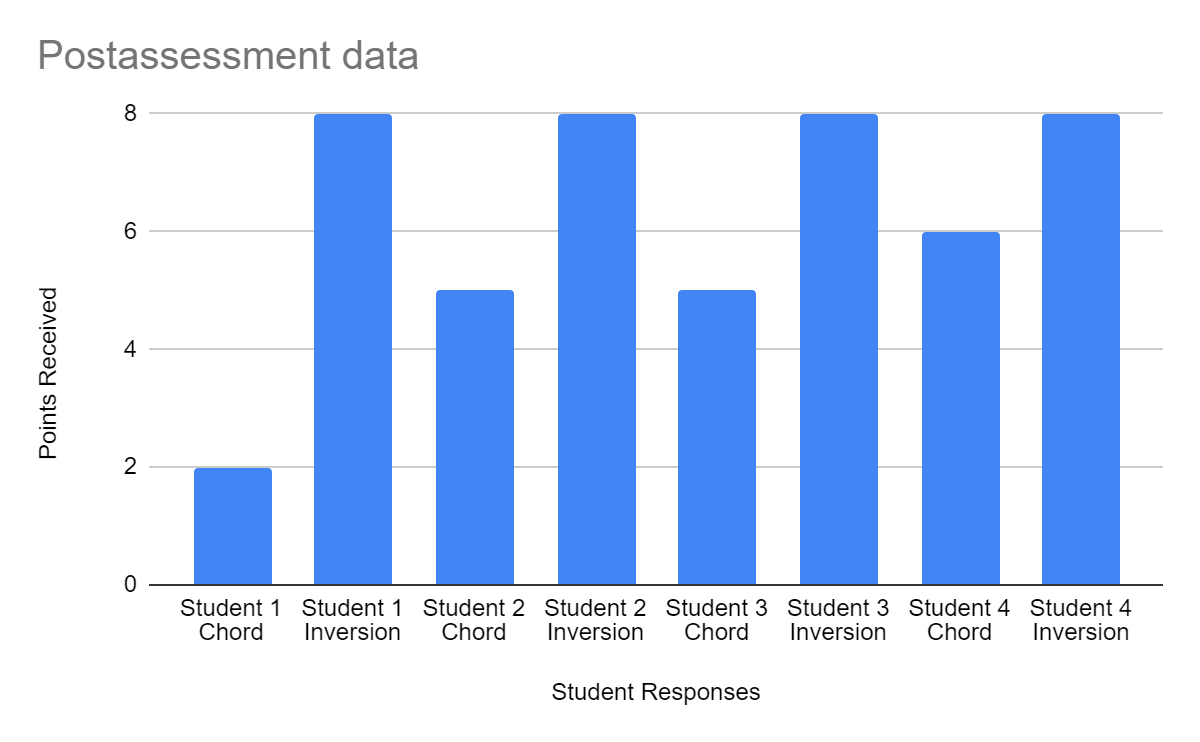 Postassessment data
8
6
4
2
0
Points Received
Student 1 Student 1 Student 2 Student 2 Student 3 Student 3 Student 4 Student 4
Chord Inversion Chord Inversion Chord Inversion Chord Inversion
Student Responses